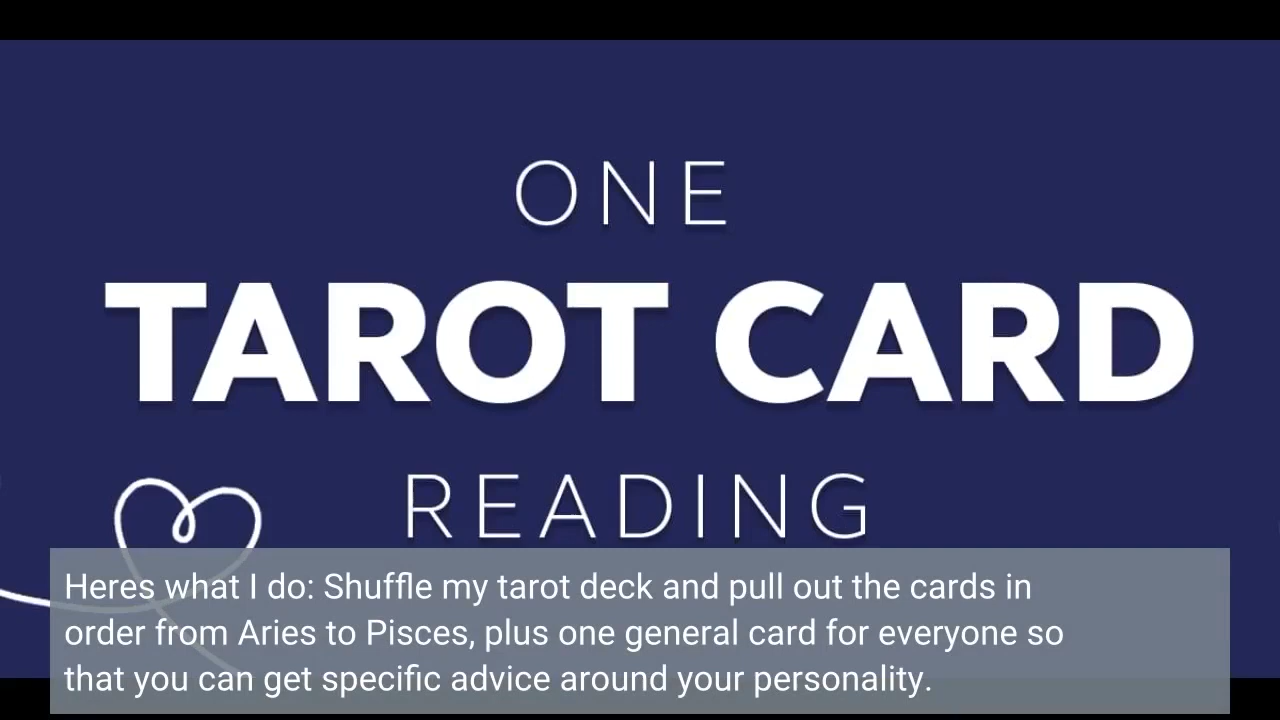 ONE
TAROT CARD
READING
Heres what I do: Shuffle my tarot deck and pull out the cards in
order from Aries to Pisces, plus one general card for everyone so
that you can get specific advice around your personality.